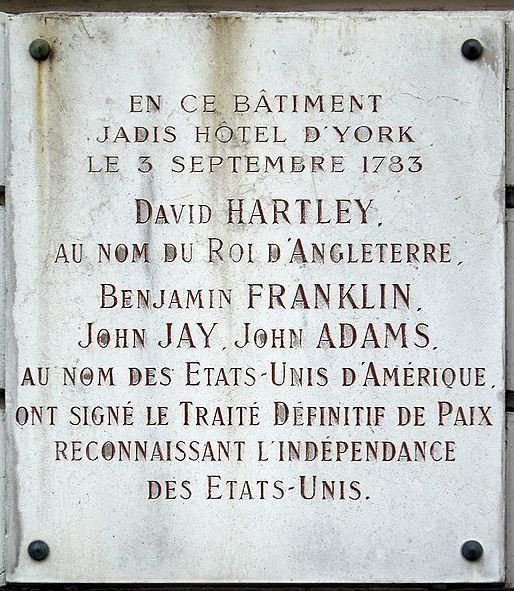 EN CE BÂTIMENT
JADIS HÔTEL D'YORK
LE 3 SEPTEMBRE 1783
DAVID HARTLEY,
AU NOM DU ROI D'ANGLETERRE,
BENJAMIN FRANKLIN,
JOHN JAY, JOHN ADAMS,
AU NOM DES ETATS-UNIS D'AMÉRIQUE,
ONT SIGNÉ LE TRAITÉ DÉFINITIF DE PAIX
RECONNAISSANT L'INDÉPENDANCE
DES ETATS-UNIS.